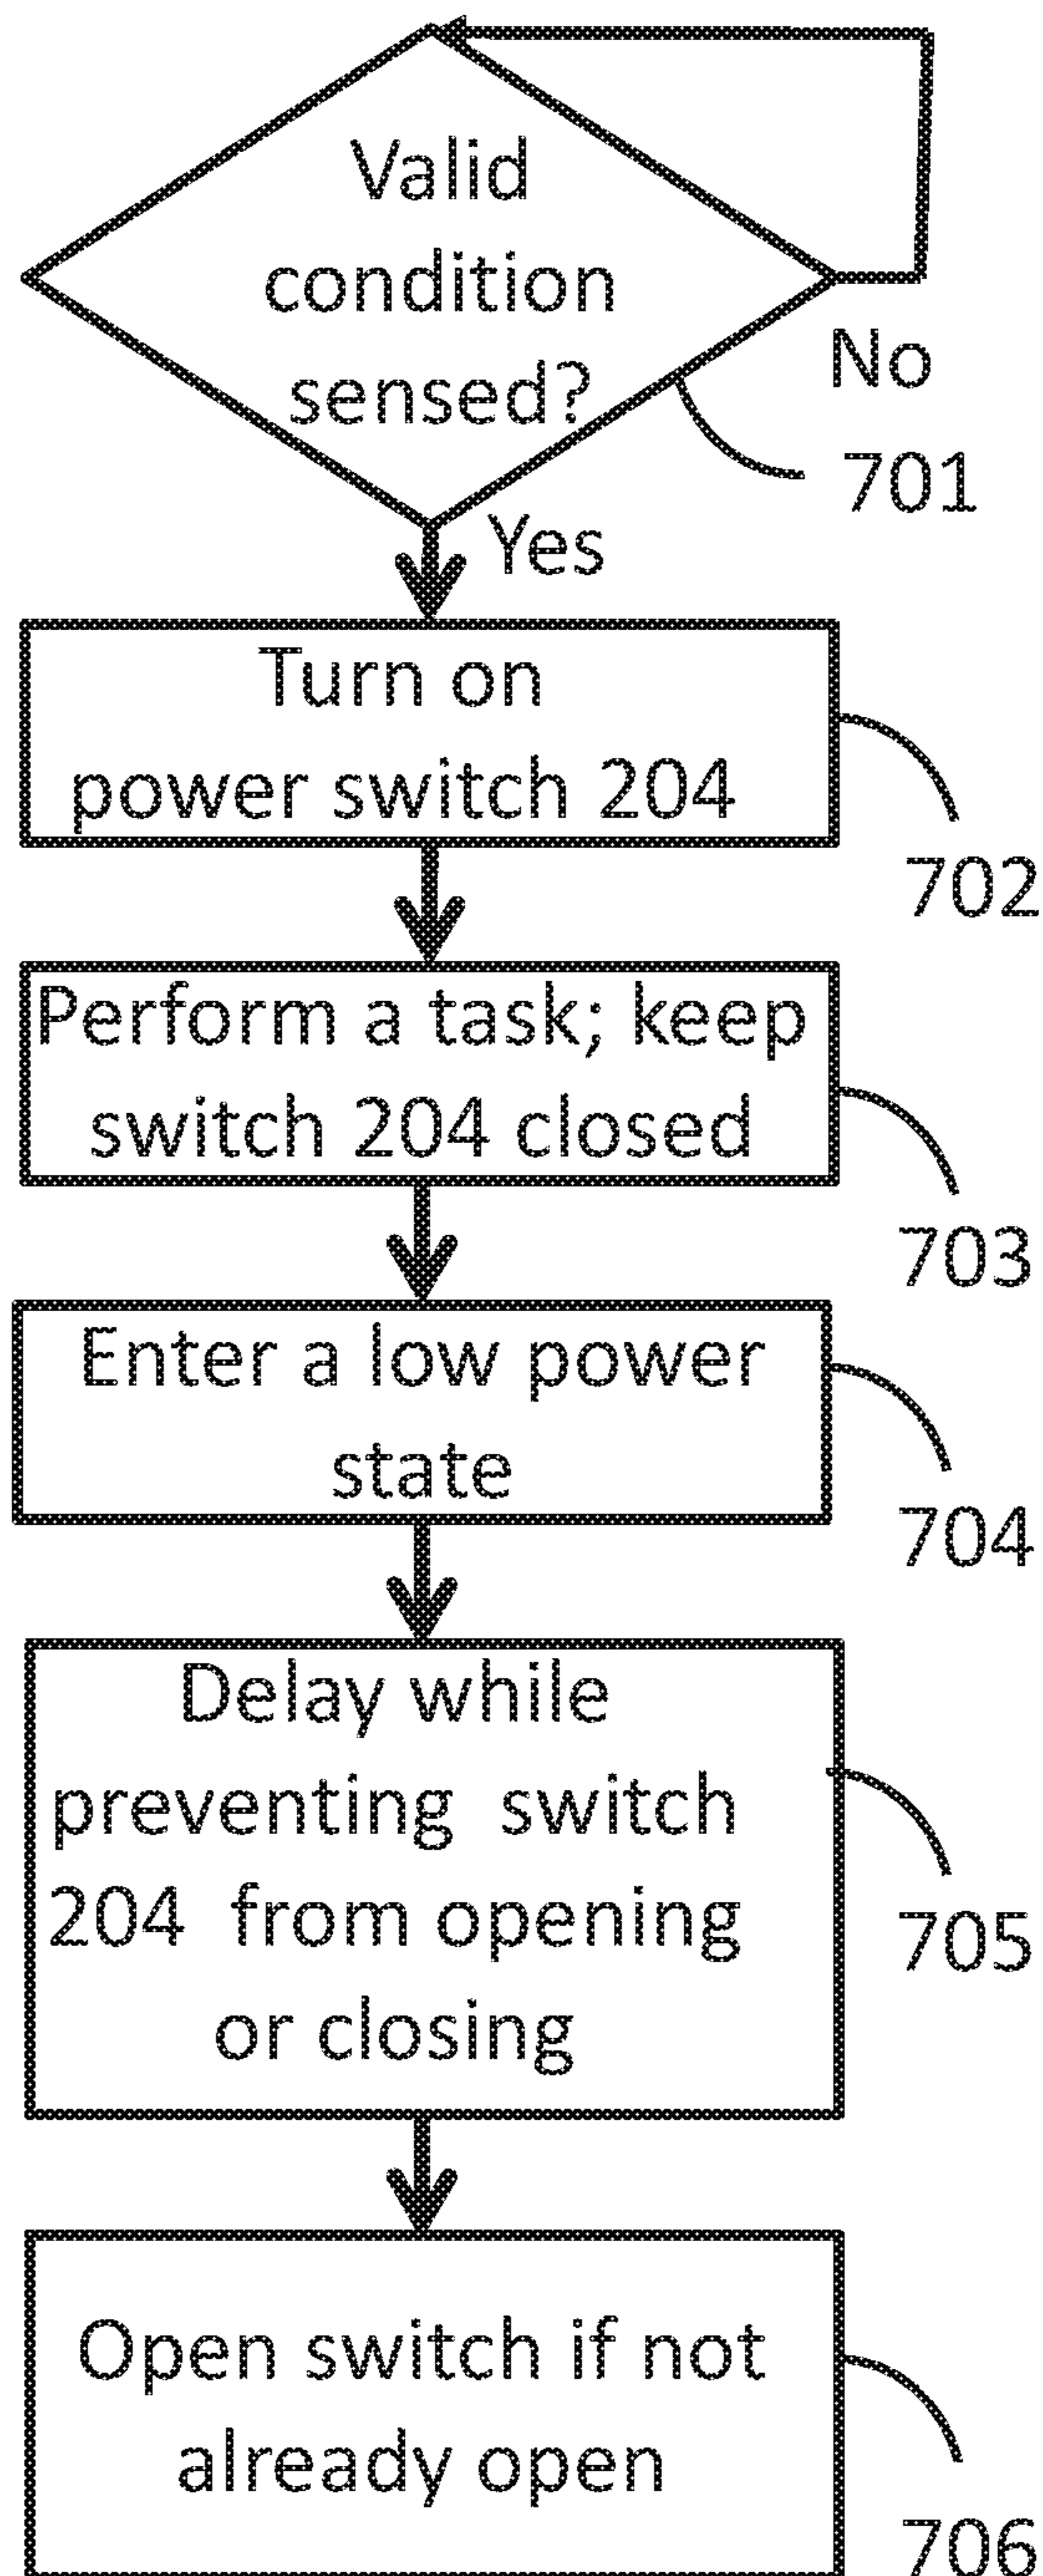 Valid
condition
sensed?
No
701
Yes
Turn on
power switch 204
702
Perform a task; keep
switch 204 closed
703
Enter a low power
state
704
Delay while
preventing switch
204 from opening
or closing
705
Open switch if not
already open
706